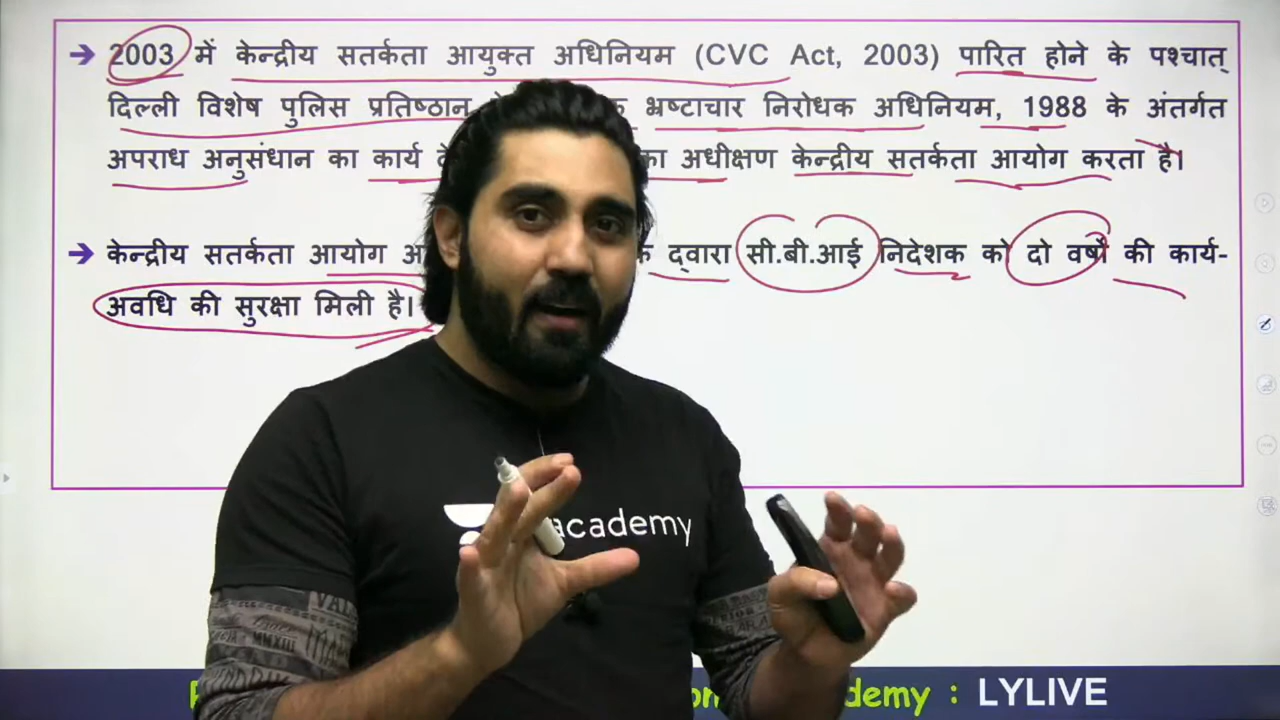 → 2003 में केन्द्रीय सतर्कता आयुक्त अधिनियम (CVC Act, 2003) पारित होने के पश्चात्
दिल्ली विशेष पुलिस प्रतिष्ठान भ्रष्टाचार निरोधक अधिनियम, 1988 के अंतर्गत
अपराध अनुसंधान का कार्य का अधीक्षण केन्द्रीय सतर्कता आयोग करता है।
→ केन्द्रीय सतर्कता आयोग द्वारा सी.बी.आई निदेशक को दो वर्षों की कार्य-
अवधि की सुरक्षा मिली है।
academy
: LYLIVE